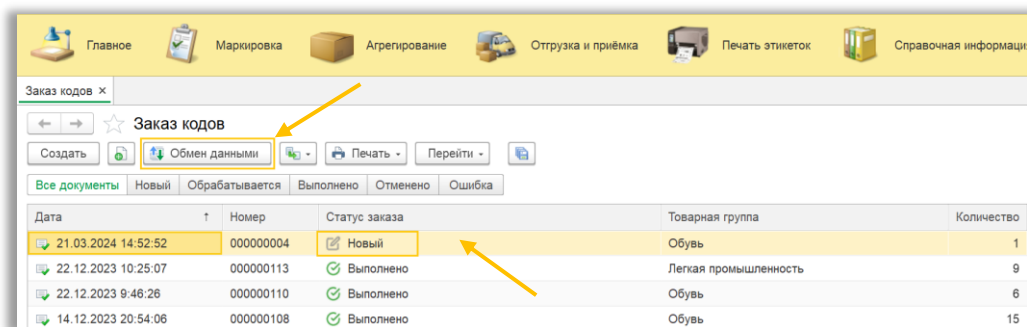 Главное Маркировка Агрегирование Отгрузка и приёмка Печать этикеток Справочная информаци
Заказ кодов ×
Заказ кодов
Создать Обмен данными Печать Перейти
Все документы Новый Обрабатывается Выполнено Отменено Ошибка
Дата ↑ Номер Статус заказа Товарная группа Количество
21.03.2024 14:52:52 000000004 Новый Обувь 1
22.12.2023 10:25:07 000000113 Выполнено Легкая промышленность 9
22.12.2023 9:46:26 000000110 Выполнено Обувь 6
14.12.2023 20:54:06 000000108 Выполнено Обувь 15